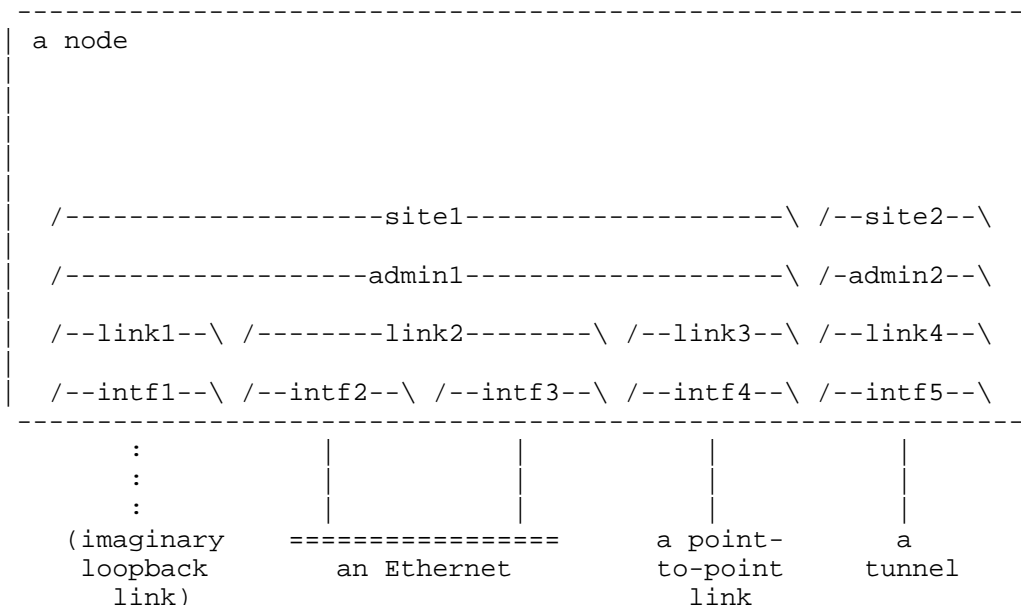 ---------------------------------------------------------------
| a node
|
|
|
|
|
|  /--------------------site1--------------------\ /--site2--\
|
|  /-------------------admin1--------------------\ /-admin2--\
|
|  /--link1--\ /--------link2--------\ /--link3--\ /--link4--\
|
|  /--intf1--\ /--intf2--\ /--intf3--\ /--intf4--\ /--intf5--\
---------------------------------------------------------------
: | | | |
: | | | |
: | | | |
(imaginary ================= a point- a
loopback an Ethernet to-point tunnel
link) link